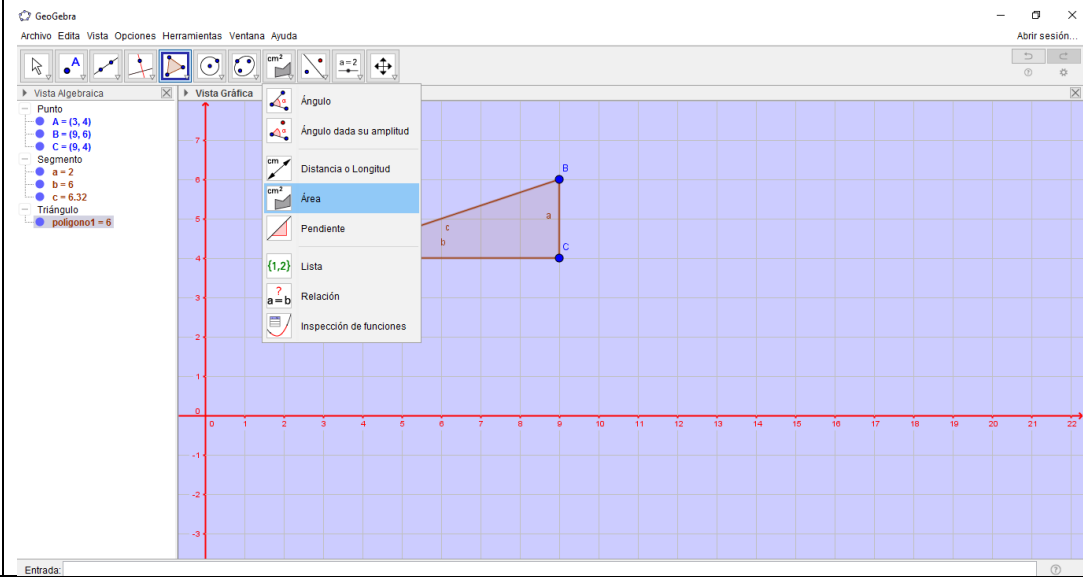 GeoGebra
Archivo Edita Vista Opciones Herramientas Ventana Ayuda
Abrir sesión...
A
cm²
a=2
Vista Algebraica
Vista Gráfica
Punto
A = (3, 4)
B = (9, 6)
C = (9, 4)
Segmento
a = 2
b = 6
c = 6.32
Triángulo
polígono1 = 6
α
Ángulo
α
Ángulo dada su amplitud
cm
Distancia o Longitud
cm²
Área
Pendiente
{1,2}
Lista
?
a=b
Relación
Inspección de funciones
B
a
c
b
C
7
6
5
4
3
2
1
0
-1
-2
-3
0 1 2 3 4 5 6 7 8 9 10 11 12 13 14 15 16 17 18 19 20 21 22
Entrada: